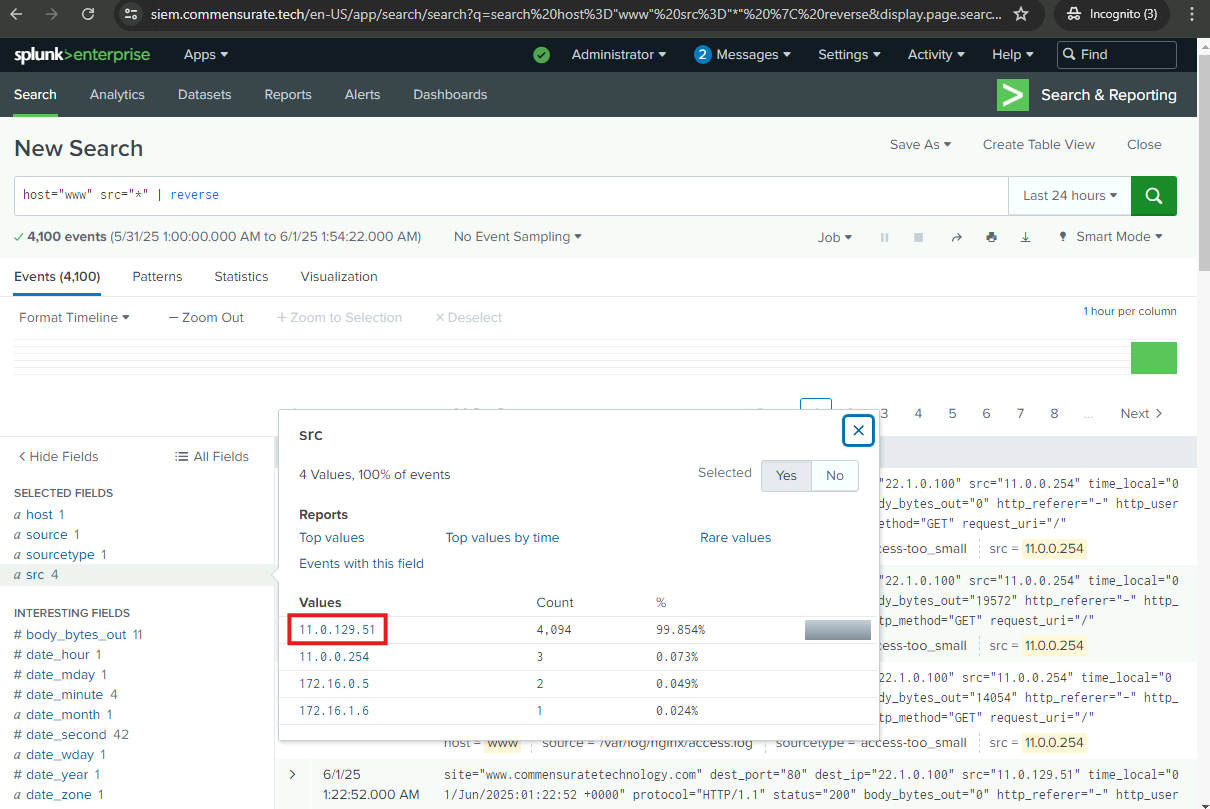 siem.commensurate.tech/en-US/app/search/search?q=search%20host%3D"www"%20src%3D"*"%20%7C%20reverse&display.page.searc... Incognito (3)
splunk>enterprise Apps Administrator 2 Messages Settings Activity Help Find
Search Analytics Datasets Reports Alerts Dashboards > Search & Reporting
New Search Save As Create Table View Close
host="www" src="*" | reverse Last 24 hours
4,100 events (5/31/25 1:00:00.000 AM to 6/1/25 1:54:22.000 AM) No Event Sampling Job Smart Mode
Events (4,100) Patterns Statistics Visualization
Format Timeline — Zoom Out + Zoom to Selection × Deselect 1 hour per column
3 4 5 6 7 8 ... Next >
< Hide Fields All Fields
SELECTED FIELDS
a host 1
a source 1
a sourcetype 1
a src 4
INTERESTING FIELDS
# body_bytes_out 11
# date_hour 1
# date_mday 1
# date_minute 4
a date_month 1
# date_second 42
a date_wday 1
# date_year 1
a date_zone 1
src
4 Values, 100% of events Selected Yes No
Reports
Top values Top values by time Rare values
Events with this field
Values Count %
11.0.129.51 4,094 99.854%
11.0.0.254 3 0.073%
172.16.0.5 2 0.049%
172.16.1.6 1 0.024%
"22.1.0.100" src="11.0.0.254" time_local="0
dy_bytes_out="0" http_referer="-" http_user
ethod="GET" request_uri="/"
cess-too_small src = 11.0.0.254
"22.1.0.100" src="11.0.0.254" time_local="0
dy_bytes_out="19572" http_referer="-" http_
tp_method="GET" request_uri="/"
cess-too_small src = 11.0.0.254
"22.1.0.100" src="11.0.0.254" time_local="0
dy_bytes_out="14054" http_referer="-" http_
tp_method="GET" request_uri="/"
host = www source = /var/log/nginx/access.log sourcetype = access-too_small src = 11.0.0.254
> 6/1/25 site="www.commensuratetechnology.com" dest_port="80" dest_ip="22.1.0.100" src="11.0.129.51" time_local="0
1:22:52.000 AM 1/Jun/2025:01:22:52 +0000" protocol="HTTP/1.1" status="200" body_bytes_out="0" http_referer="-" http_user